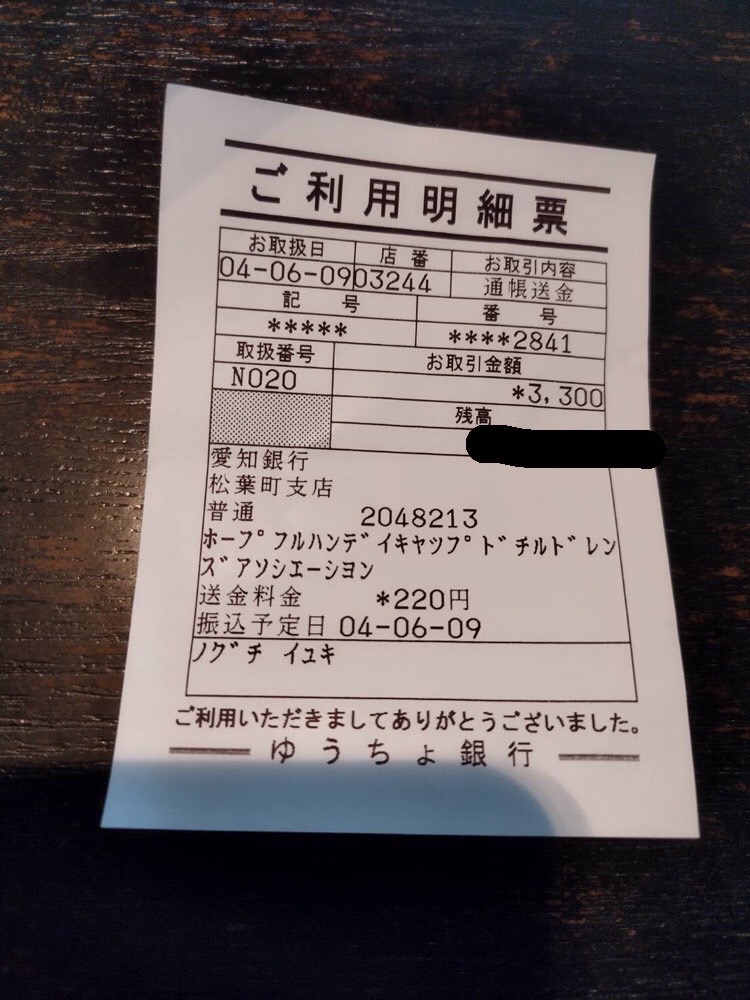 ご利用明細票
お取扱日 店番 お取引内容
04-06-09 03244 通帳送金
記号 番号
***** ****2841
取扱番号 お取引金額
N020 *3,300
残高
愛知銀行
松葉町支店
普通 2048213
ホープフルハンデイキヤツプドチルドレン
ズアソシエーシヨン
送金料金 *220円
振込予定日 04-06-09
ノグチ イユキ
ご利用いただきましてありがとうございました。
ゆうちょ銀行